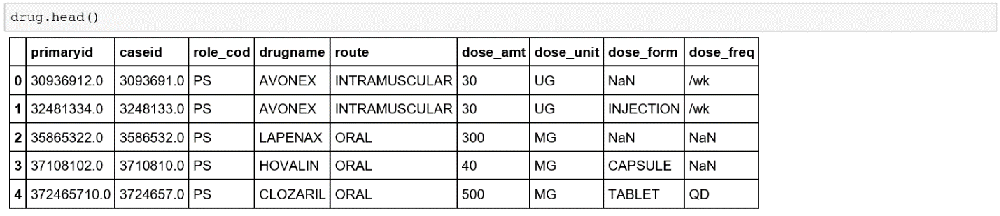 drug.head()
primaryid caseid role_cod drugname route dose_amt dose_unit dose_form dose_freq
0 30936912.0 3093691.0 PS AVONEX INTRAMUSCULAR 30 UG NaN /wk
1 32481334.0 3248133.0 PS AVONEX INTRAMUSCULAR 30 UG INJECTION /wk
2 35865322.0 3586532.0 PS LAPENAX ORAL 300 MG NaN NaN
3 37108102.0 3710810.0 PS HOVALIN ORAL 40 MG CAPSULE NaN
4 372465710.0 3724657.0 PS CLOZARIL ORAL 500 MG TABLET QD